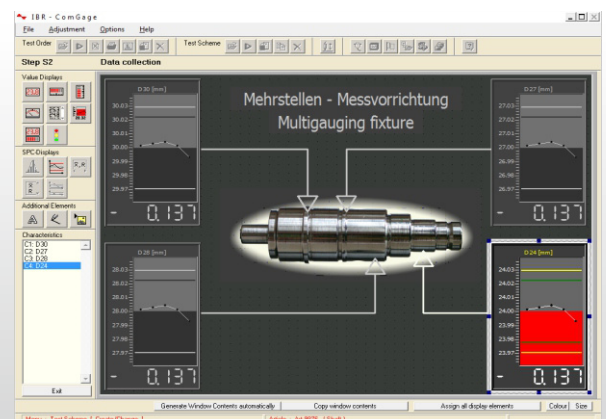 IBR - ComGage
File Adjustment Options Help
Test Order Test Scheme
Step S2 Data collection
Value Displays
SPC-Displays
Additional Elements
Characteristics
C1: D30
C2: D27
C3: D28
C4: D24
Exit
D30 [mm]
30.03
30.02
30.01
30.00
29.99
29.98
29.97
- 0.137
Mehrstellen - Messvorrichtung
Multigauging fixture
D27 [mm]
27.03
27.02
27.01
27.00
26.99
26.98
26.97
- 0.137
D28 [mm]
28.03
28.02
28.01
28.00
27.99
27.98
27.97
- 0.137
D24 [mm]
24.03
24.02
24.01
24.00
23.99
23.98
23.97
- 0.137
Generate Window Contents automatically Copy window contents Assign all display elements Colour Size